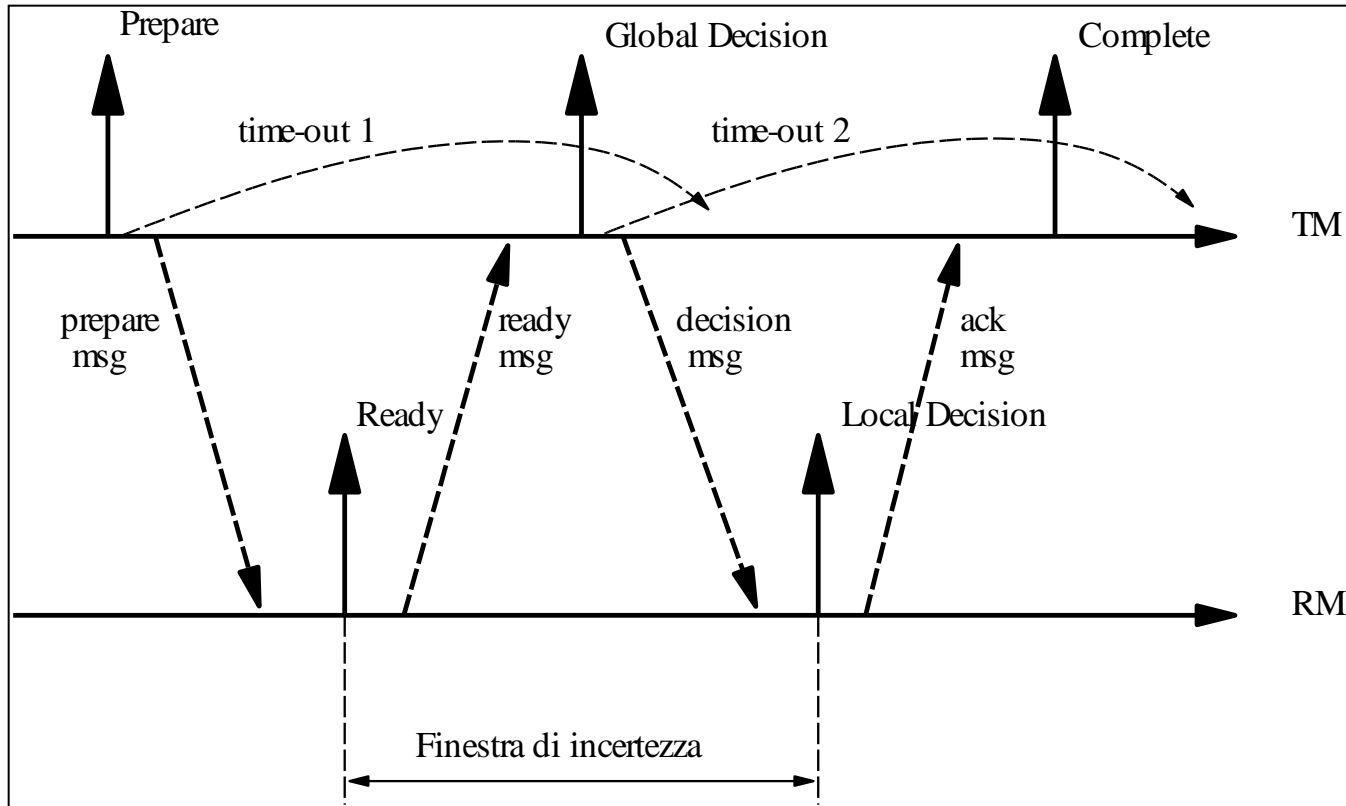 Prepare
Global Decision
Complete
time-out 1
time-out 2
TM
prepare
msg
ready
msg
decision
msg
ack
msg
Ready
Local Decision
RM
Finestra di incertezza